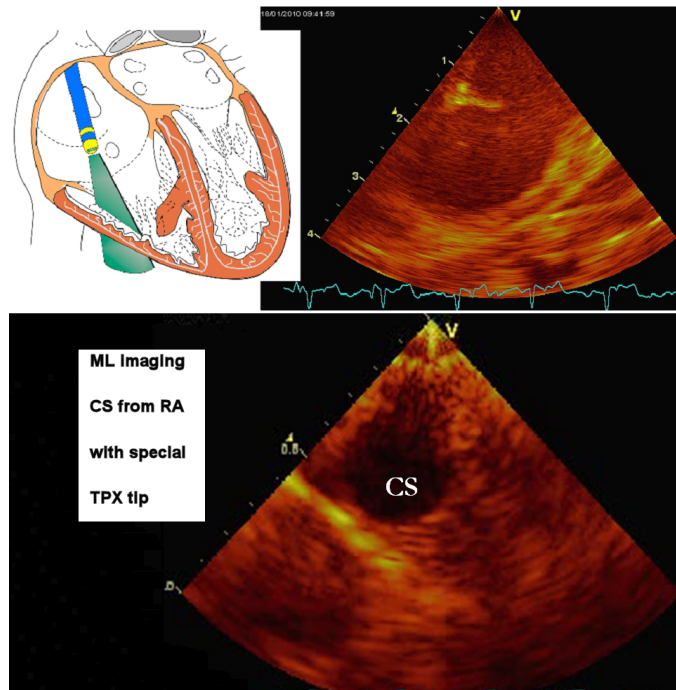 18/01/2010 09:41:59
V
1
2
3
4
ML imaging
CS from RA
with special
TPX tip
V
0.5
CS